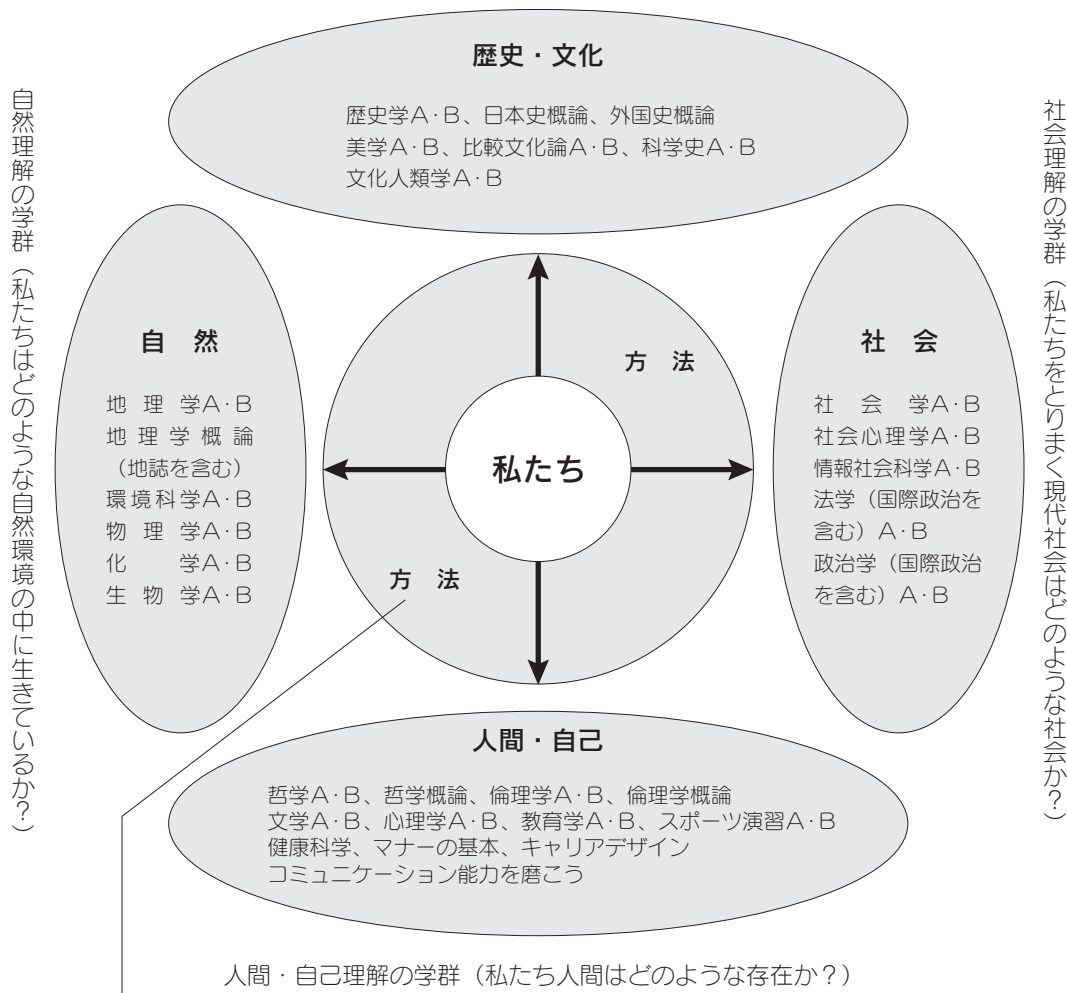 歴史・文化
歴史学A・B、日本史概論、外国史概論
美学A・B、比較文化論A・B、科学史A・B
文化人類学A・B
自然理解の学群（私たちはどのような自然環境の中に生きているか？）
自　然
地 理 学A・B
地 理 学 概 論
（地誌を含む）
環境科学A・B
物 理 学A・B
化　　学A・B
生 物 学A・B
方　法
私たち
方　法
社　会
社　会　学A・B
社会心理学A・B
情報社会科学A・B
法学（国際政治を
含む）A・B
政治学（国際政治
を含む）A・B
社会理解の学群（私たちをとりまく現代社会はどのような社会か？）
人間・自己
哲学A・B、哲学概論、倫理学A・B、倫理学概論
文学A・B、心理学A・B、教育学A・B、スポーツ演習A・B
健康科学、マナーの基本、キャリアデザイン
コミュニケーション能力を磨こう
人間・自己理解の学群（私たち人間はどのような存在か？）